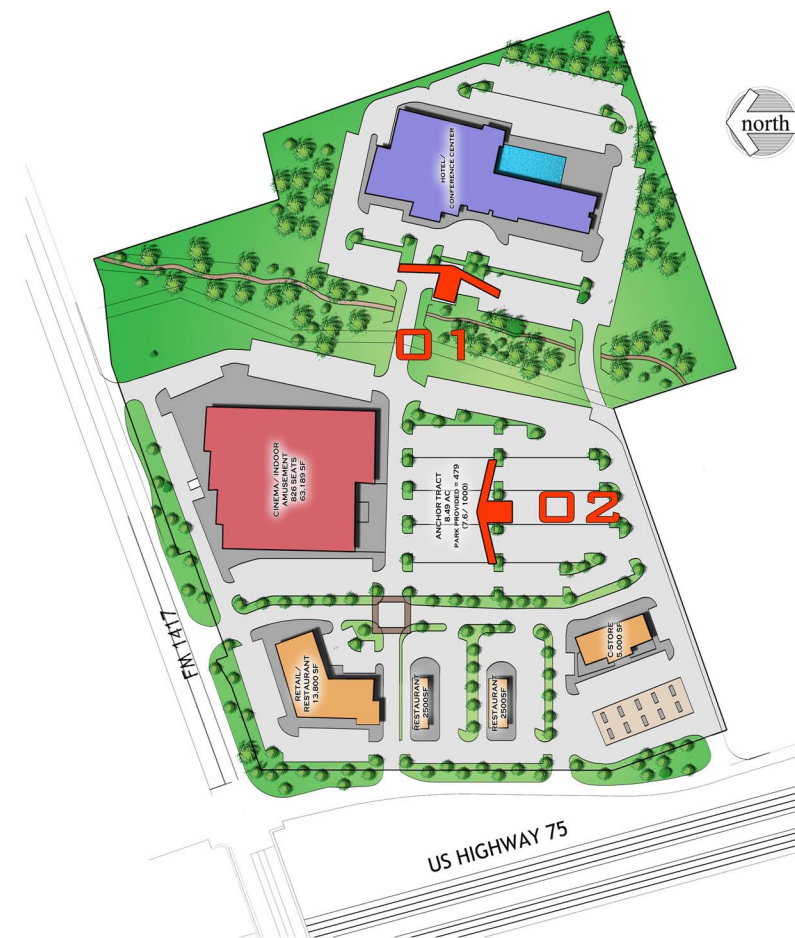 north
HOTEL/
CONFERENCE CENTER
01
CINEMA/ INDOOR
AMUSEMENT
826 SEATS
63,189 SF
ANCHOR TRACT
8.49 AC
PARK PROVIDED = 479
(7.6/ 1000)
02
FM 1417
RETAIL/
RESTAURANT
13,800 SF
RESTAURANT
2500SF
RESTAURANT
2500SF
C-STORE
5,000 SF
US HIGHWAY 75